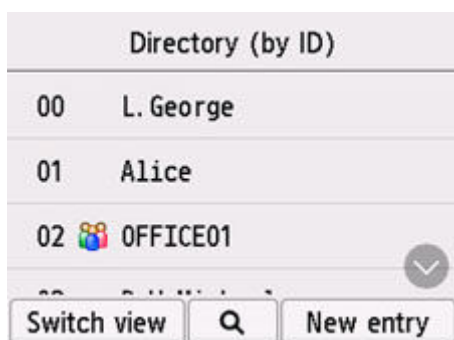 Directory (by ID)
00 L. George
01 Alice
02 OFFICE01
Switch view New entry